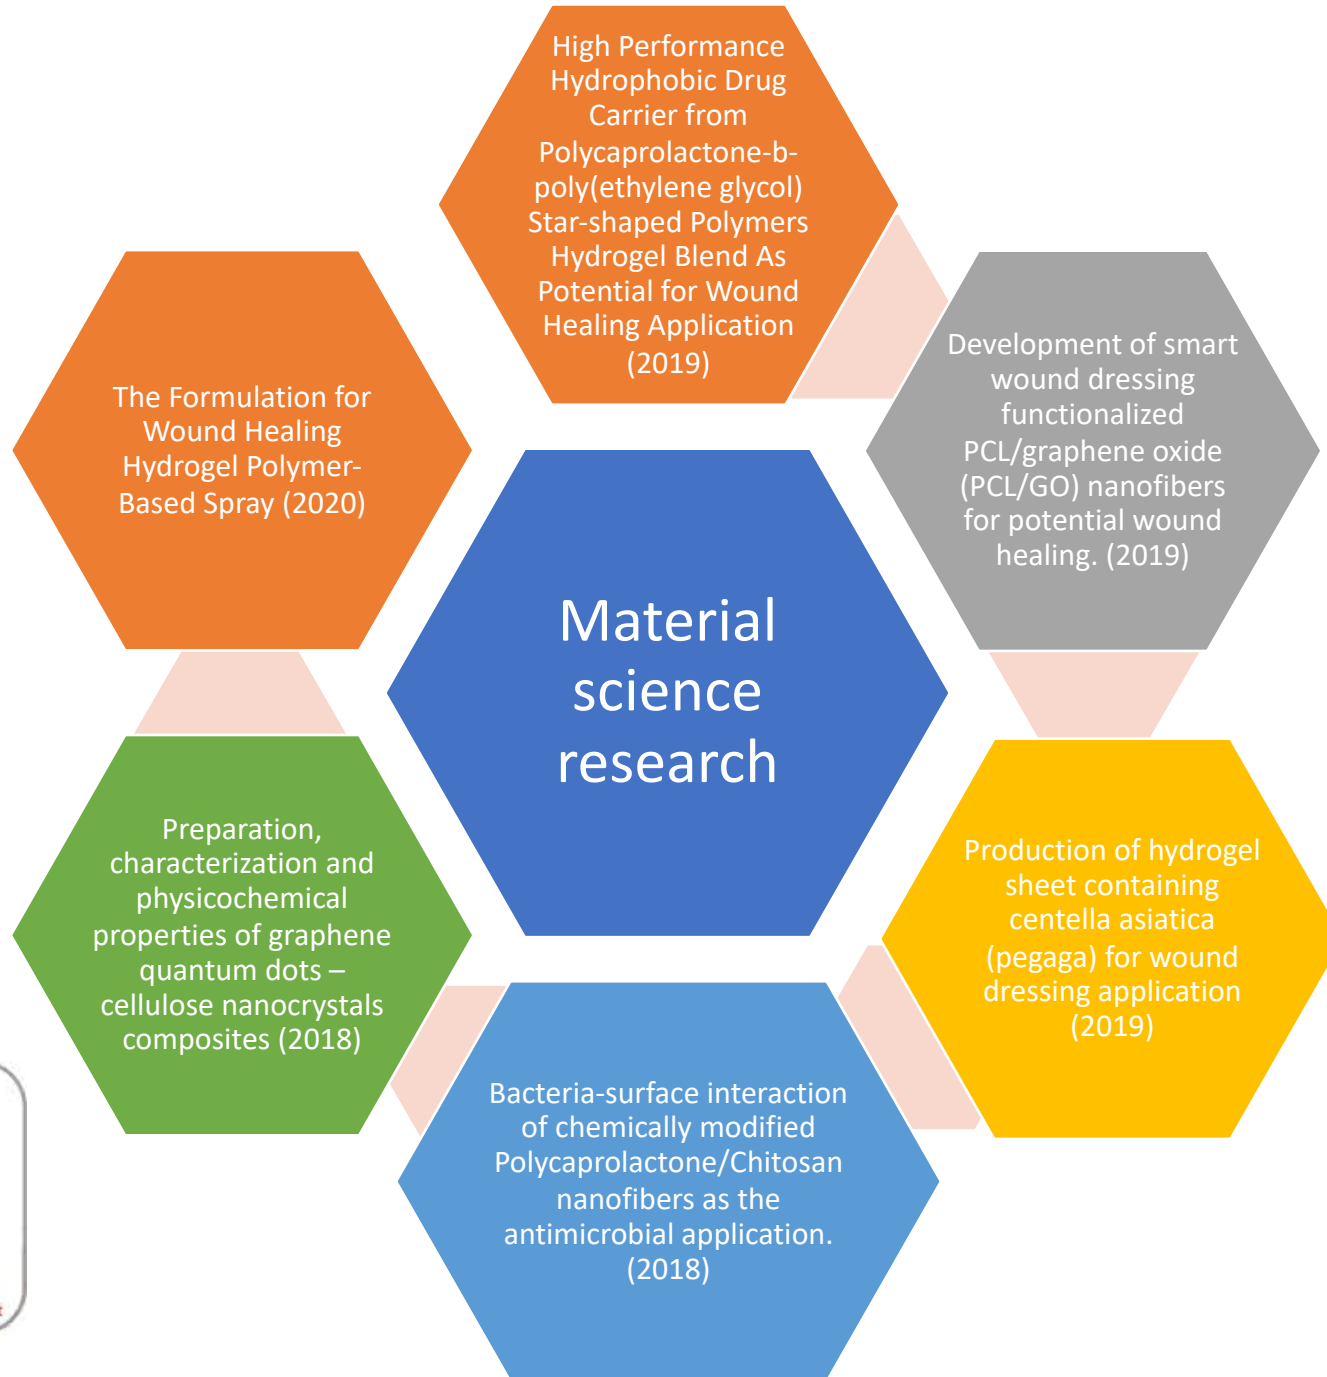 High Performance
Hydrophobic Drug
Carrier from
Polycaprolactone-b-
poly(ethylene glycol)
Star-shaped Polymers
Hydrogel Blend As
Potential for Wound
Healing Application
(2019)
Development of smart
wound dressing
functionalized
PCL/graphene oxide
(PCL/GO) nanofibers
for potential wound
healing. (2019)
The Formulation for
Wound Healing
Hydrogel Polymer-
Based Spray (2020)
Material
science
research
Preparation,
characterization and
physicochemical
properties of graphene
quantum dots –
cellulose nanocrystals
composites (2018)
Production of hydrogel
sheet containing
centella asiatica
(pegaga) for wound
dressing application
(2019)
Bacteria-surface interaction
of chemically modified
Polycaprolactone/Chitosan
nanofibers as the
antimicrobial application.
(2018)